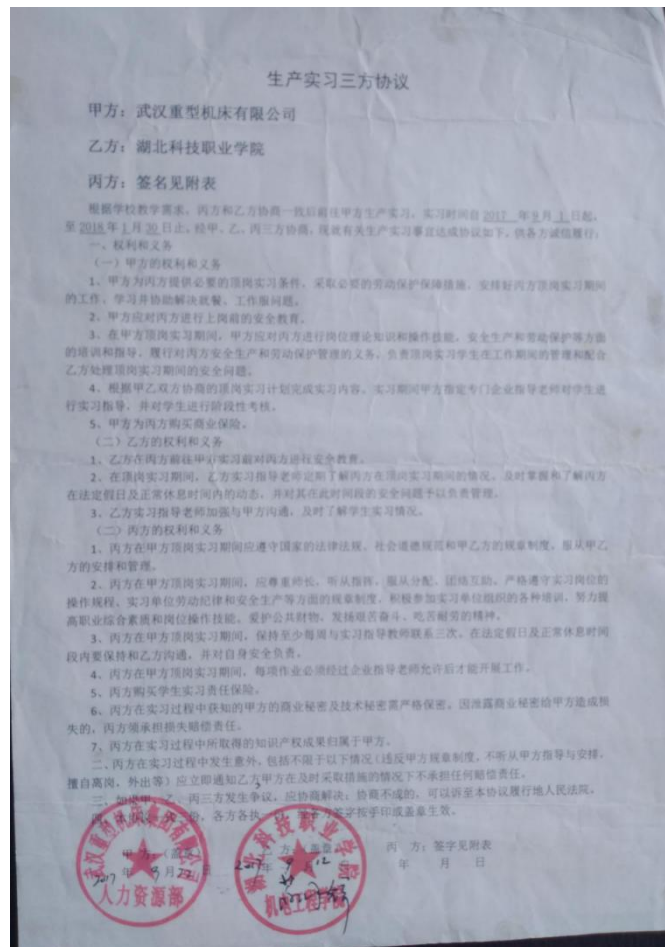 生产实习三方协议
甲方：武汉重型机床有限公司
乙方：湖北科技职业学院
丙方：签名见附表
根据学校教学需求，丙方和乙方协商一致后前往甲方生产实习，实习时间自 2017 年 9 月 1 日起，
至 2018 年 1 月 30 日止。经甲、乙、丙三方协商，现就有关生产实习事宜达成协议如下，供各方诚信履行：
一、权利和义务
（一）甲方的权利和义务
1、甲方为丙方提供必要的顶岗实习条件，采取必要的劳动保护保障措施，安排好丙方顶岗实习期间
的工作、学习并协助解决就餐、工作服问题。
2、甲方应对丙方进行上岗前的安全教育。
3、在甲方顶岗实习期间，甲方应对丙方进行岗位理论知识和操作技能，安全生产和劳动保护等方面
的培训和指导，履行对丙方安全生产和劳动保护管理的义务，负责顶岗实习学生在工作期间的管理和配合
乙方处理顶岗实习期间的安全问题。
4、根据甲乙双方协商的顶岗实习计划完成实习内容。实习期间甲方指定专门企业指导老师对学生进
行实习指导，并对学生进行阶段性考核。
5、甲方为丙方购买商业保险。
（二）乙方的权利和义务
1、乙方在丙方前往甲方实习前对丙方进行安全教育。
2、在顶岗实习期间，乙方实习指导老师定期了解丙方在顶岗实习期间的情况，及时掌握和了解丙方
在法定假日及正常休息时间内的动态，并对其在此时间段的安全问题予以负责管理。
3、乙方实习指导老师加强与甲方沟通，及时了解学生实习情况。
（二）丙方的权利和义务
1、丙方在甲方顶岗实习期间应遵守国家的法律法规、社会道德规范和甲乙方的规章制度，服从甲乙
方的安排和管理。
2、丙方在甲方顶岗实习期间，应尊重师长、听从指挥、服从分配、团结互助、严格遵守实习岗位的
操作规程、实习单位劳动纪律和安全生产等方面的规章制度，积极参加实习单位组织的各种培训，努力提
高职业综合素质和岗位操作技能。爱护公共财物，发扬艰苦奋斗、吃苦耐劳的精神。
3、丙方在甲方顶岗实习期间，保持至少每周与实习指导教师联系三次。在法定假日及正常休息时间
段内要保持和乙方沟通，并对自身安全负责。
4、丙方在甲方顶岗实习期间，每项作业必须经过企业指导老师允许后才能开展工作。
5、丙方购买学生实习责任保险。
6、丙方在实习过程中获知的甲方的商业秘密及技术秘密需严格保密。因泄露商业秘密给甲方造成损
失的，丙方须承担损失赔偿责任。
7、丙方在实习过程中所取得的知识产权成果归属于甲方。
二、丙方在实习过程中发生意外，包括不限于以下情况（违反甲方规章制度，不听从甲方指导与安排，
擅自离岗、外出等）应立即通知乙方，甲方在及时采取措施的情况下不承担任何赔偿责任。
三、如果甲、乙、丙三方发生争议，应协商解决；协商不成的，可以诉至本协议履行地人民法院。
四、本协议一式 份，各方各执一 ，经各方签字按手印或盖章生效。
甲 方：（盖章） 乙 方：（盖章） 丙 方：签字见附表
2017 年 9 月 22 日 2017 9 12 年 月 日
人力资源部 机电工程学院